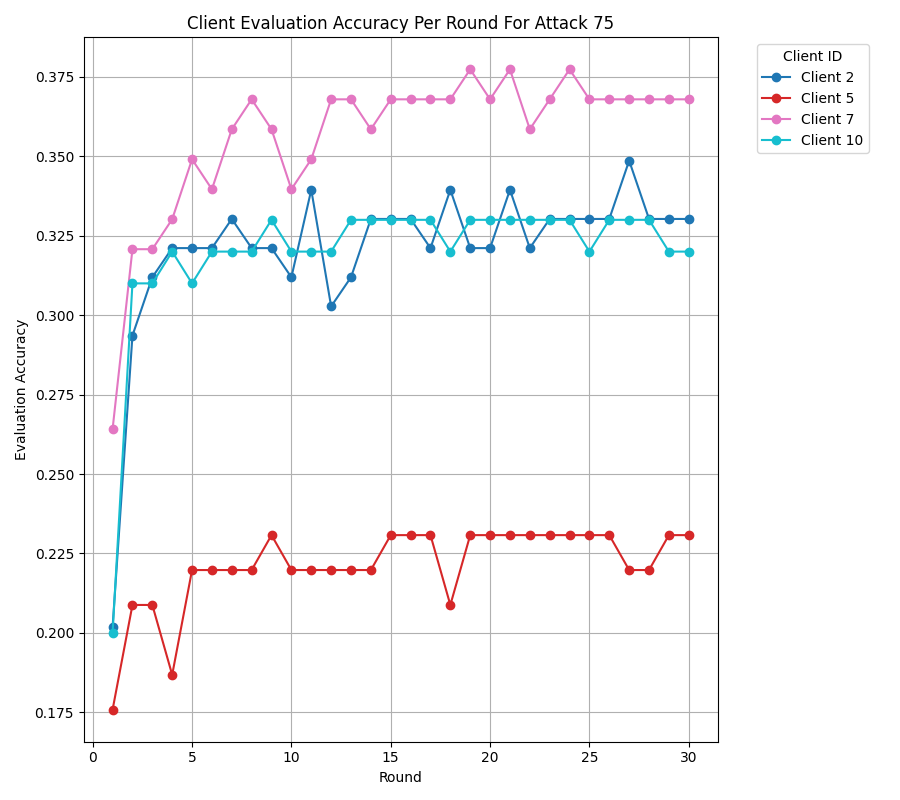 Client Evaluation Accuracy Per Round For Attack 75
Client ID
Client 2
Client 5
Client 7
Client 10
Evaluation Accuracy
0.375
0.350
0.325
0.300
0.275
0.250
0.225
0.200
0.175
0 5 10 15 20 25 30
Round